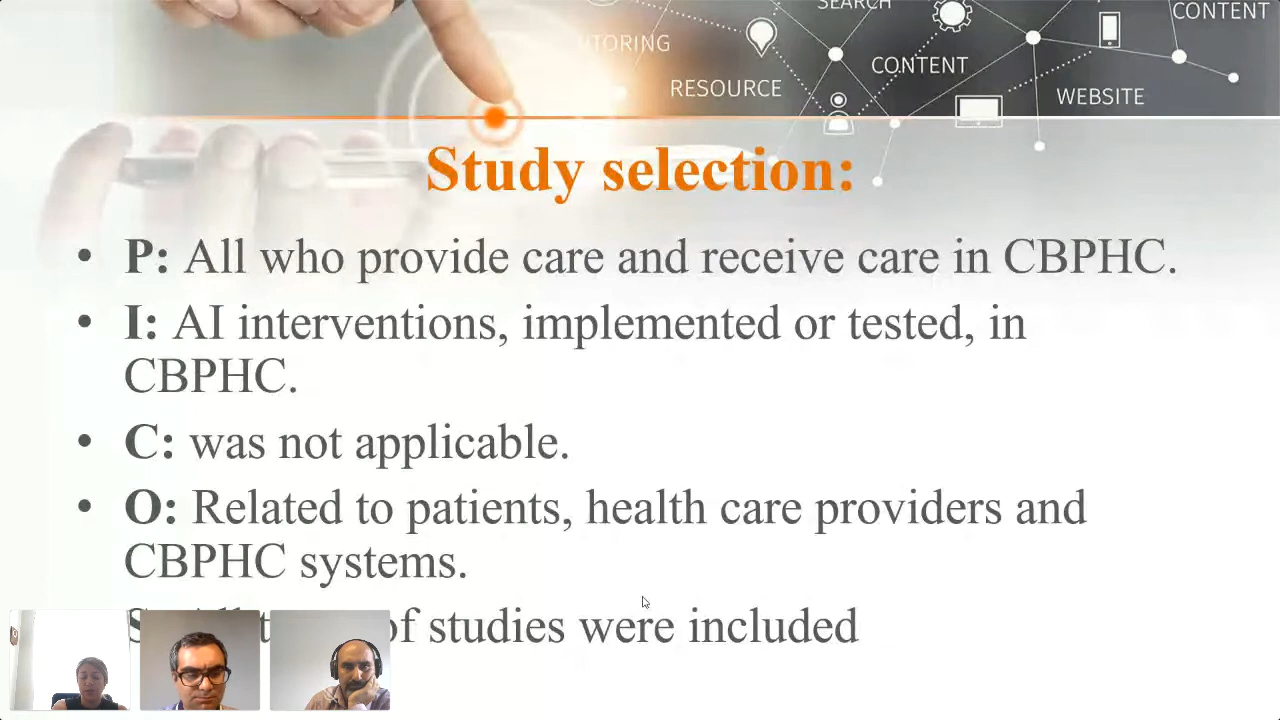 SEARCH
CONTENT
TORING
CONTENT
RESOURCE
WEBSITE
Study selection:
• P: All who provide care and receive care in CBPHC.
• I: AI interventions, implemented or tested, in
CBPHC.
• C: was not applicable.
• O: Related to patients, health care providers and
CBPHC systems.
of studies were included